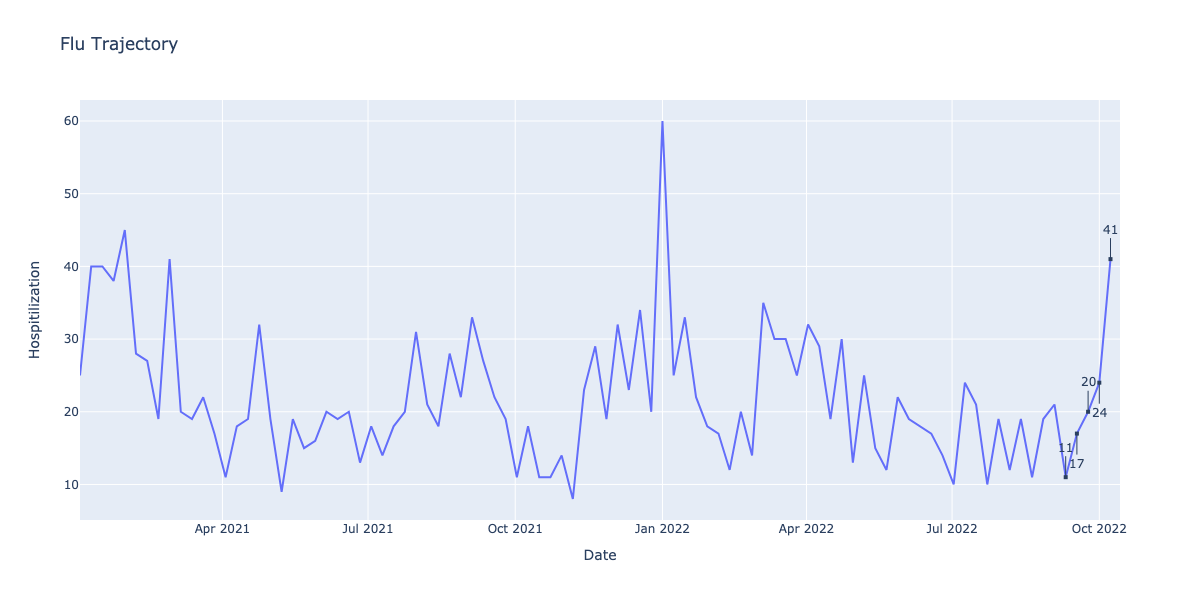 Flu Trajectory
60
50
40
30
20
10
Hospitilization
41
20
24
11
17
Apr 2021
Jul 2021
Oct 2021
Jan 2022
Apr 2022
Jul 2022
Oct 2022
Date